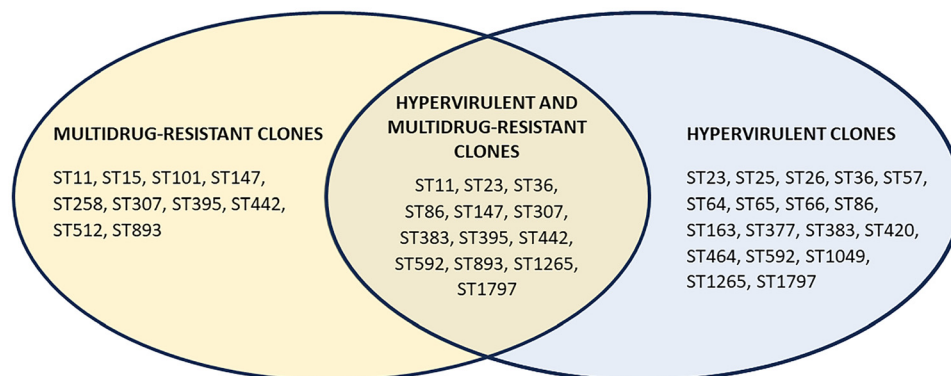 MULTIDRUG-RESISTANT CLONES
ST11, ST15, ST101, ST147,
ST258, ST307, ST395, ST442,
ST512, ST893
HYPERVIRULENT AND
MULTIDRUG-RESISTANT
CLONES
ST11, ST23, ST36,
ST86, ST147, ST307,
ST383, ST395, ST442,
ST592, ST893, ST1265,
ST1797
HYPERVIRULENT CLONES
ST23, ST25, ST26, ST36, ST57,
ST64, ST65, ST66, ST86,
ST163, ST377, ST383, ST420,
ST464, ST592, ST1049,
ST1265, ST1797